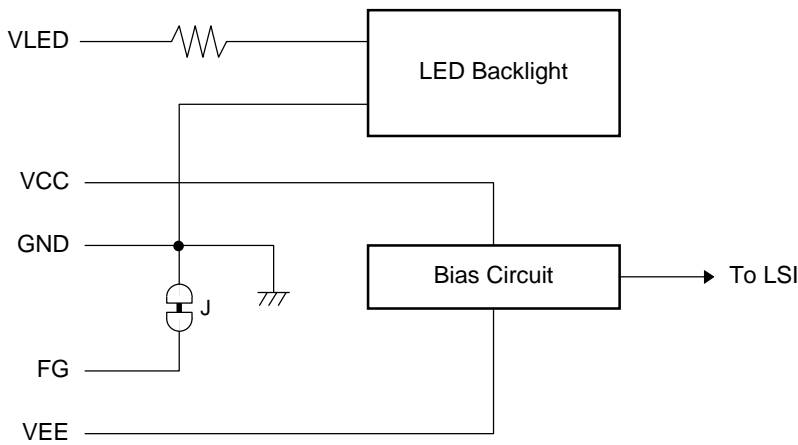 VLED
LED Backlight
VCC
GND
Bias Circuit
To LSI
J
FG
VEE